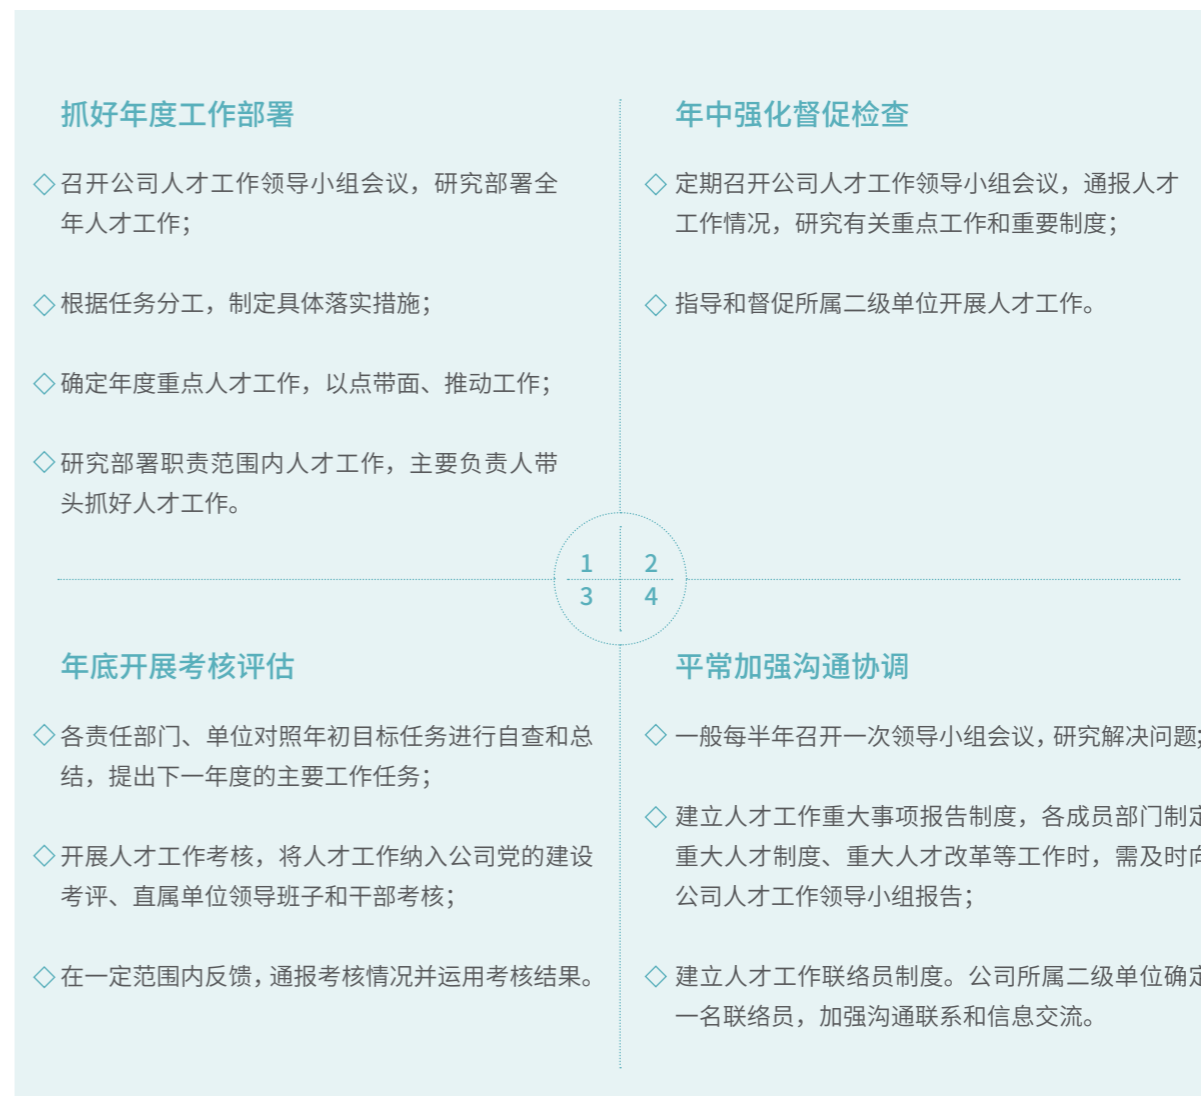 抓好年度工作部署
◇召开公司人才工作领导小组会议，研究部署全
年人才工作；
◇根据任务分工，制定具体落实措施；
◇确定年度重点人才工作，以点带面、推动工作；
◇研究部署职责范围内人才工作，主要负责人带
头抓好人才工作。
年中强化督促检查
◇定期召开公司人才工作领导小组会议，通报人才
工作情况，研究有关重点工作和重要制度；
◇指导和督促所属二级单位开展人才工作。
1 2
3 4
年底开展考核评估
◇各责任部门、单位对照年初目标任务进行自查和总
结，提出下一年度的主要工作任务；
◇开展人才工作考核，将人才工作纳入公司党的建设
考评、直属单位领导班子和干部考核；
◇在一定范围内反馈，通报考核情况并运用考核结果。
平常加强沟通协调
◇一般每半年召开一次领导小组会议，研究解决问题；
◇建立人才工作重大事项报告制度，各成员部门制定
重大人才制度、重大人才改革等工作时，需及时向
公司人才工作领导小组报告；
◇建立人才工作联络员制度。公司所属二级单位确定
一名联络员，加强沟通联系和信息交流。